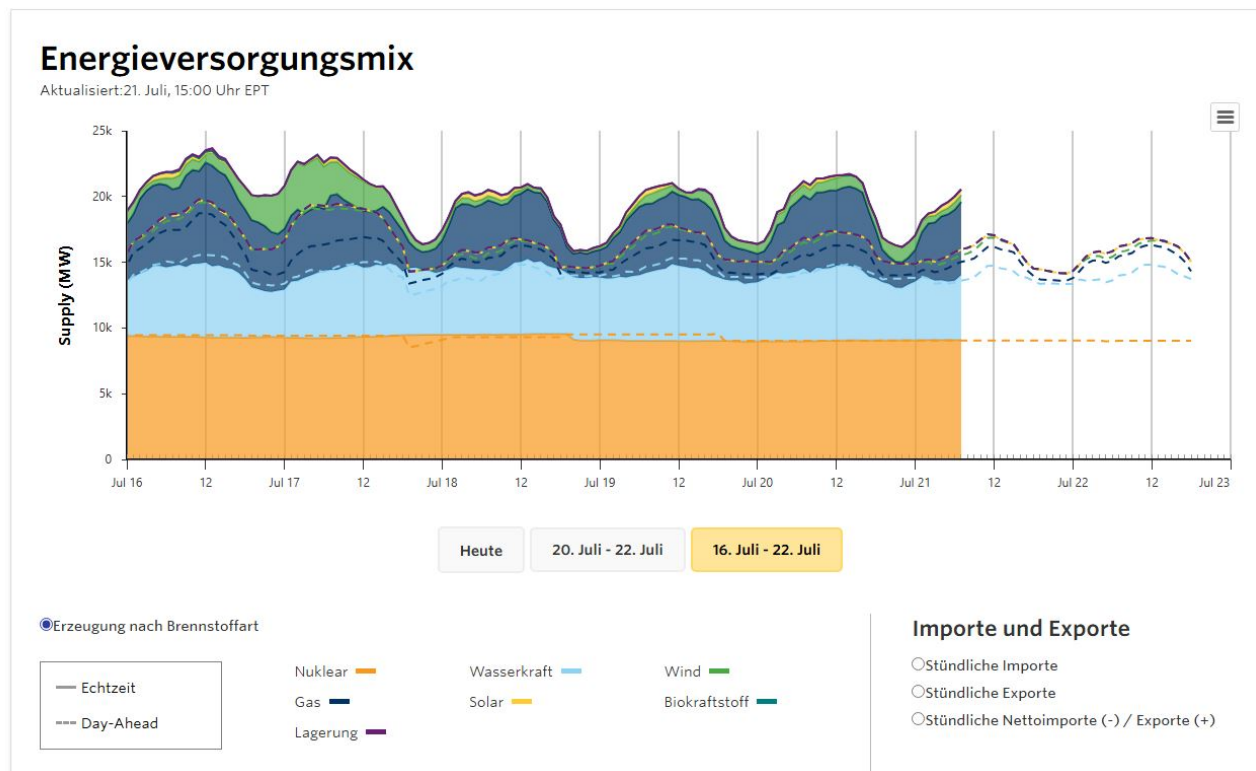 Energieversorgungsmix
Aktualisiert:21. Juli, 15:00 Uhr EPT
Supply (MW)
25k
20k
15k
10k
5k
0
Jul 16 12 Jul 17 12 Jul 18 12 Jul 19 12 Jul 20 12 Jul 21 12 Jul 22 12 Jul 23
Heute 20. Juli - 22. Juli 16. Juli - 22. Juli
Erzeugung nach Brennstoffart
Echtzeit
Day-Ahead
Nuklear Wasserkraft Wind
Gas Solar Biokraftstoff
Lagerung
Importe und Exporte
Stündliche Importe
Stündliche Exporte
Stündliche Nettoimporte (-) / Exporte (+)